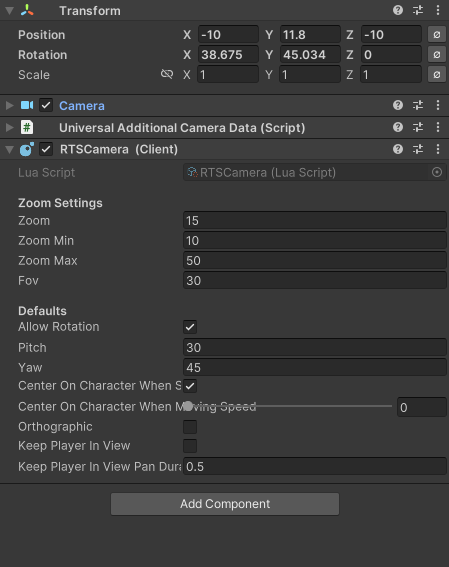 Transform
Position X -10 Y 11.8 Z -10
Rotation X 38.675 Y 45.034 Z 0
Scale X 1 Y 1 Z 1
Camera
# Universal Additional Camera Data (Script)
RTSCamera (Client)
Lua Script RTSCamera (Lua Script)
Zoom Settings
Zoom 15
Zoom Min 10
Zoom Max 50
Fov 30
Defaults
Allow Rotation
Pitch 30
Yaw 45
Center On Character When S
Center On Character When Moving Speed 0
Orthographic
Keep Player In View
Keep Player In View Pan Dura 0.5
Add Component